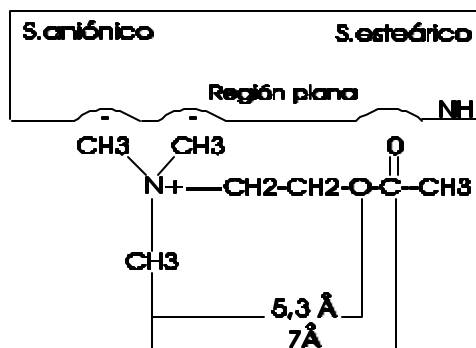 S.aniónico S.esteárico
Región plana
- - NH
CH3 CH3 O
N+ CH2-CH2-O-C-CH3
CH3
5,3 Å
7Å